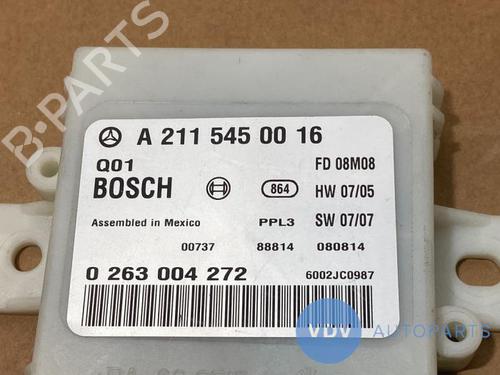 A 211 545 00 16
Q01
FD 08M08
BOSCH
864
HW 07/05
Assembled in Mexico
PPL3
SW 07/07
00737 88814 080814
0 263 004 272
6002JC0987
B-PARTS
VDV AUTOPARTS